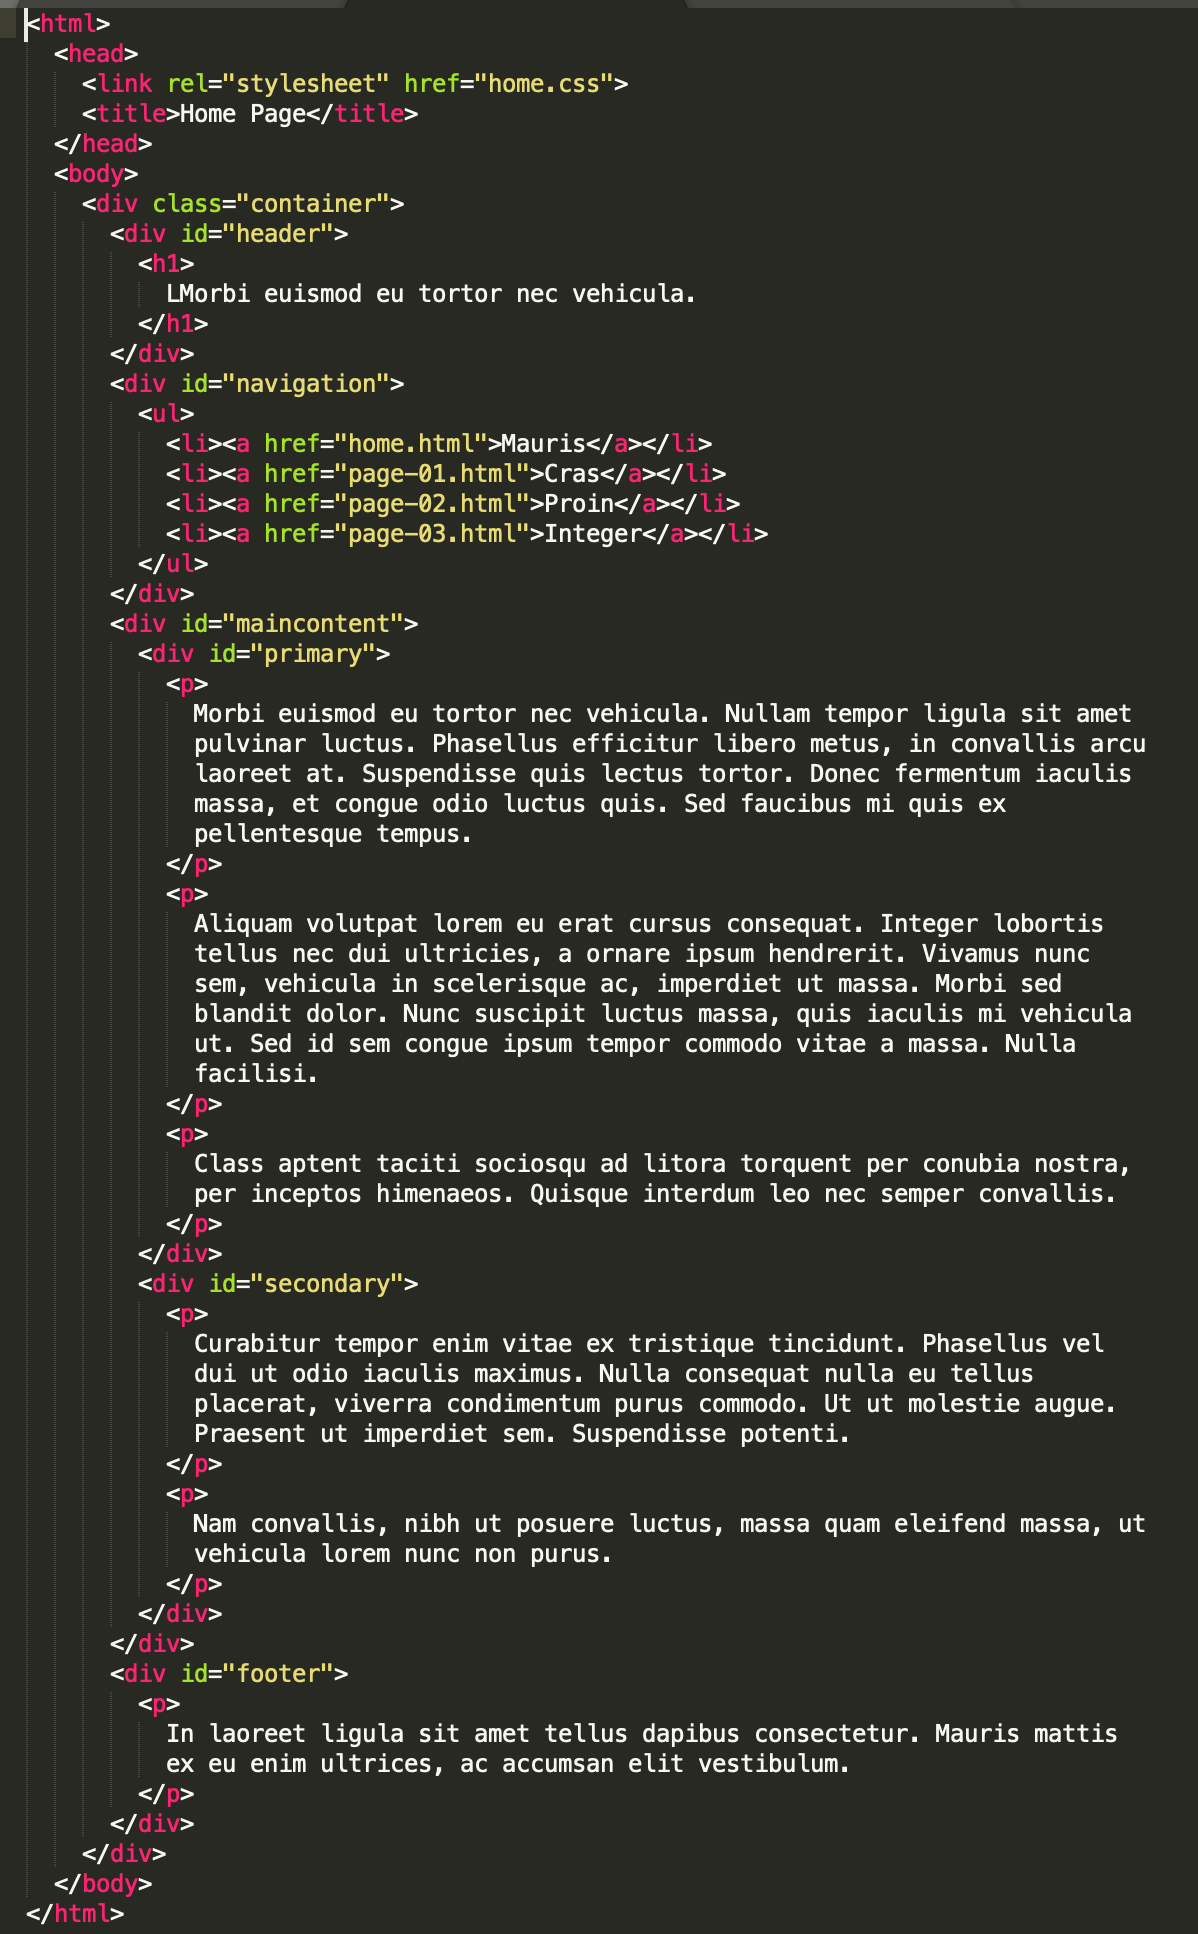 <html>
<head>
<link rel="stylesheet" href="home.css">
<title>Home Page</title>
</head>
<body>
<div class="container">
<div id="header">
<h1>
LMorbi euismod eu tortor nec vehicula.
</h1>
</div>
<div id="navigation">
<ul>
<li><a href="home.html">Mauris</a></li>
<li><a href="page-01.html">Cras</a></li>
<li><a href="page-02.html">Proin</a></li>
<li><a href="page-03.html">Integer</a></li>
</ul>
</div>
<div id="maincontent">
<div id="primary">
<p>
Morbi euismod eu tortor nec vehicula. Nullam tempor ligula sit amet
pulvinar luctus. Phasellus efficitur libero metus, in convallis arcu
laoreet at. Suspendisse quis lectus tortor. Donec fermentum iaculis
massa, et congue odio luctus quis. Sed faucibus mi quis ex
pellentesque tempus.
</p>
<p>
Aliquam volutpat lorem eu erat cursus consequat. Integer lobortis
tellus nec dui ultricies, a ornare ipsum hendrerit. Vivamus nunc
sem, vehicula in scelerisque ac, imperdiet ut massa. Morbi sed
blandit dolor. Nunc suscipit luctus massa, quis iaculis mi vehicula
ut. Sed id sem congue ipsum tempor commodo vitae a massa. Nulla
facilisi.
</p>
<p>
Class aptent taciti sociosqu ad litora torquent per conubia nostra,
per inceptos himenaeos. Quisque interdum leo nec semper convallis.
</p>
</div>
<div id="secondary">
<p>
Curabitur tempor enim vitae ex tristique tincidunt. Phasellus vel
dui ut odio iaculis maximus. Nulla consequat nulla eu tellus
placerat, viverra condimentum purus commodo. Ut ut molestie augue.
Praesent ut imperdiet sem. Suspendisse potenti.
</p>
<p>
Nam convallis, nibh ut posuere luctus, massa quam eleifend massa, ut
vehicula lorem nunc non purus.
</p>
</div>
</div>
<div id="footer">
<p>
In laoreet ligula sit amet tellus dapibus consectetur. Mauris mattis
ex eu enim ultrices, ac accumsan elit vestibulum.
</p>
</div>
</div>
</body>
</html>